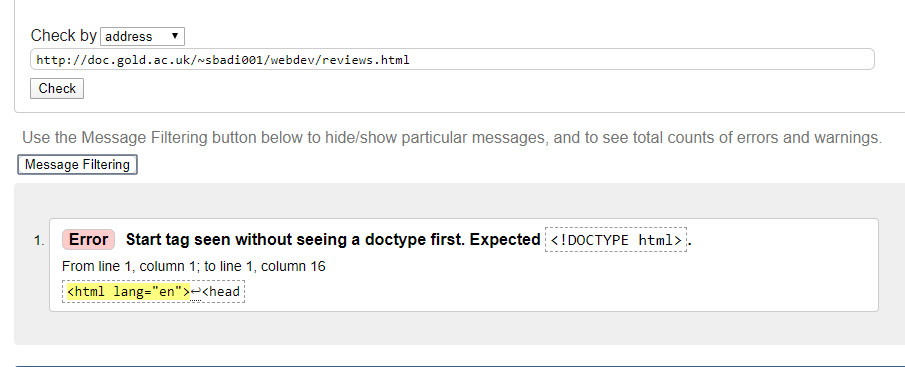 Check by address
http://doc.gold.ac.uk/~sbadi001/webdev/reviews.html
Check
Use the Message Filtering button below to hide/show particular messages, and to see total counts of errors and warnings.
Message Filtering
1. Error Start tag seen without seeing a doctype first. Expected <!DOCTYPE html>.
From line 1, column 1; to line 1, column 16
<html lang="en">↩<head